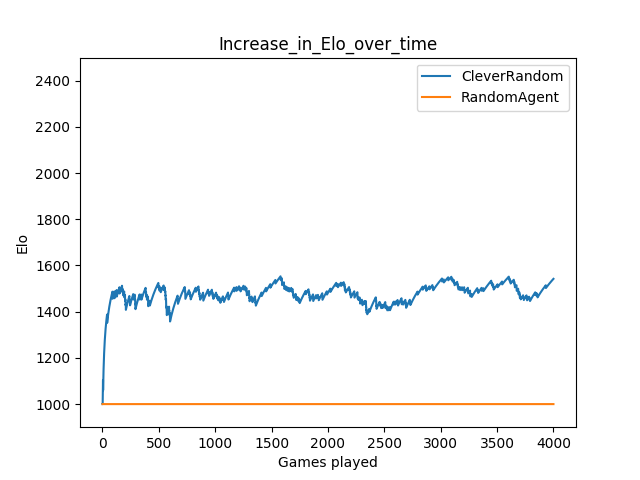 Increase_in_Elo_over_time
CleverRandom
RandomAgent
Elo
2400
2200
2000
1800
1600
1400
1200
1000
0 500 1000 1500 2000 2500 3000 3500 4000
Games played